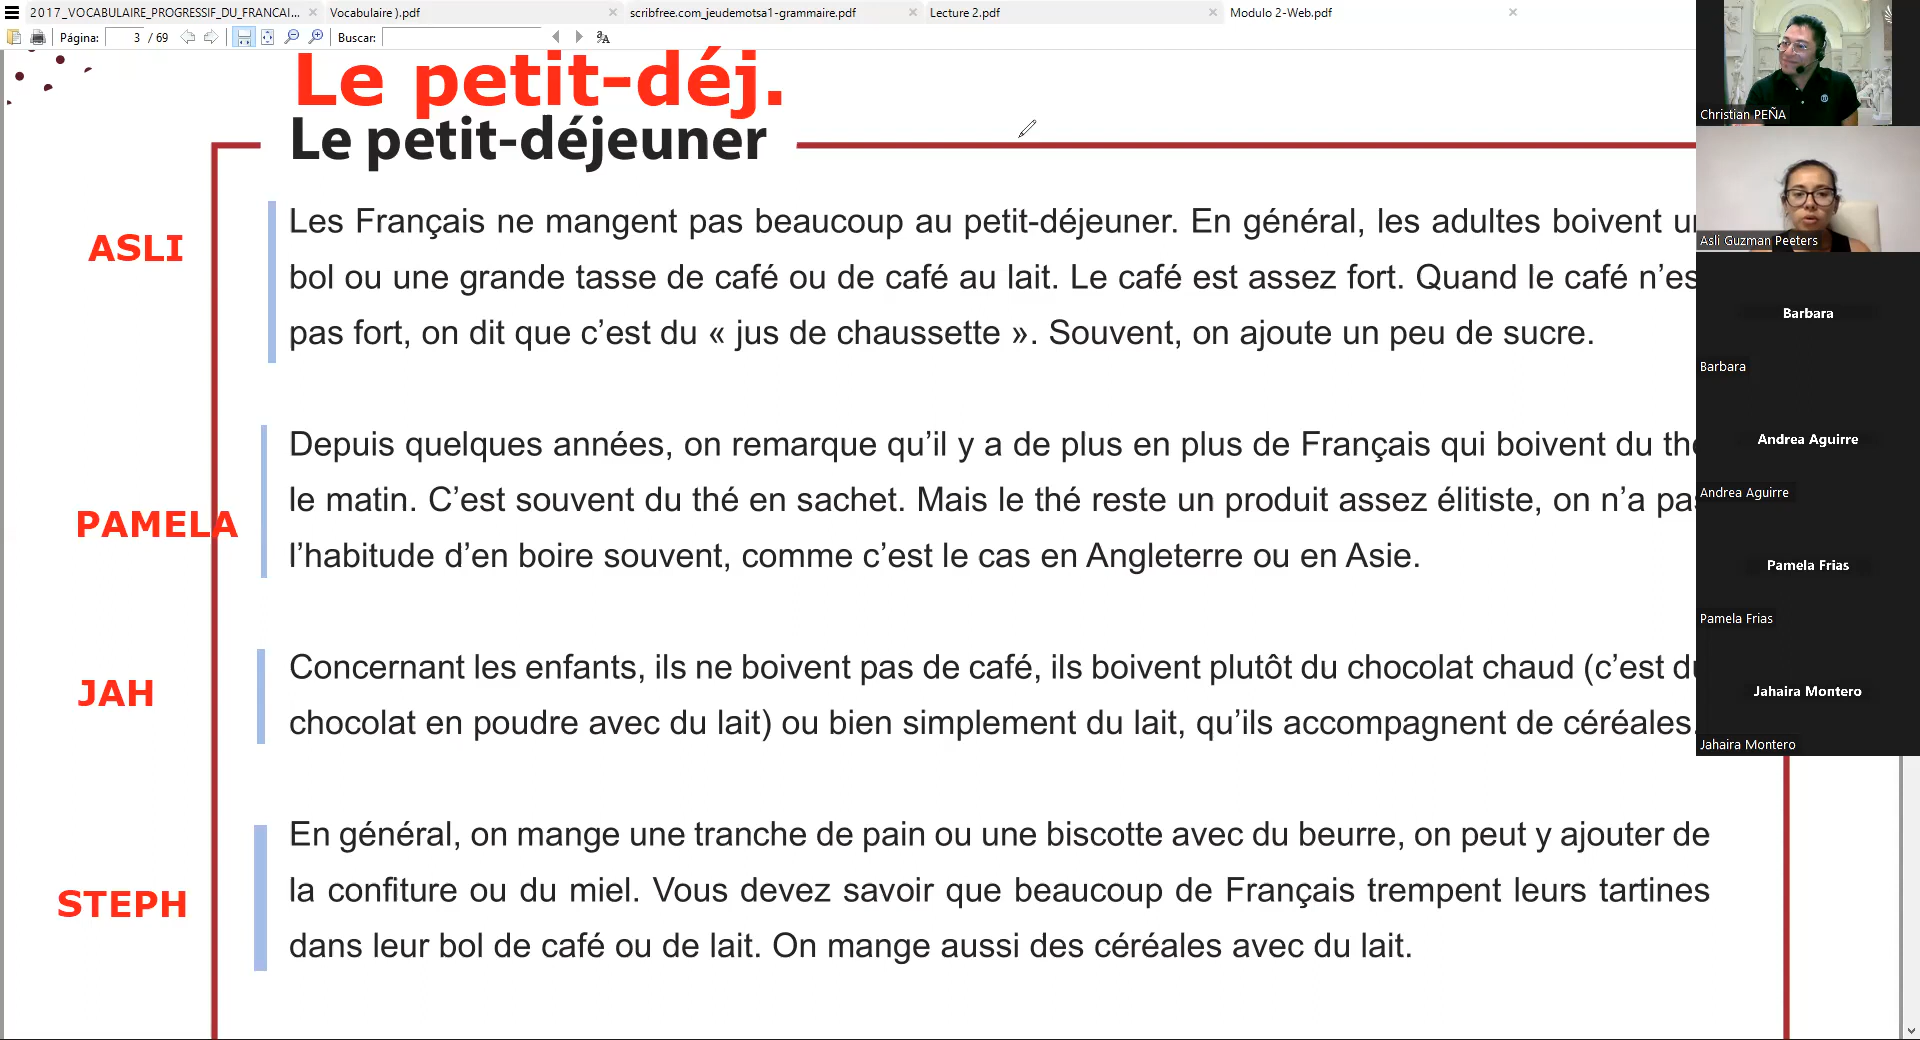 2017_VOCABULAIRE_PROGRESSIF_DU_FRANCAI...
Vocabulaire ).pdf
scribfree.com_jeudemotsa1-grammaire.pdf
Lecture 2.pdf
Modulo 2-Web.pdf
Página: 3 / 69
Buscar:
Le petit-déj.
Le petit-déjeuner
ASLI
Les Français ne mangent pas beaucoup au petit-déjeuner. En général, les adultes boivent
bol ou une grande tasse de café ou de café au lait. Le café est assez fort. Quand le café n’es
pas fort, on dit que c’est du « jus de chaussette ». Souvent, on ajoute un peu de sucre.
PAMELA
Depuis quelques années, on remarque qu’il y a de plus en plus de Français qui boivent du th
le matin. C’est souvent du thé en sachet. Mais le thé reste un produit assez élitiste, on n’a pa
l’habitude d’en boire souvent, comme c’est le cas en Angleterre ou en Asie.
JAH
Concernant les enfants, ils ne boivent pas de café, ils boivent plutôt du chocolat chaud (c’est d
chocolat en poudre avec du lait) ou bien simplement du lait, qu’ils accompagnent de céréales.
STEPH
En général, on mange une tranche de pain ou une biscotte avec du beurre, on peut y ajouter de
la confiture ou du miel. Vous devez savoir que beaucoup de Français trempent leurs tartines
dans leur bol de café ou de lait. On mange aussi des céréales avec du lait.
Christian PEÑA
Asli Guzman Peeters
Barbara
Barbara
Andrea Aguirre
Andrea Aguirre
Pamela Frias
Pamela Frias
Jahaira Montero
Jahaira Montero